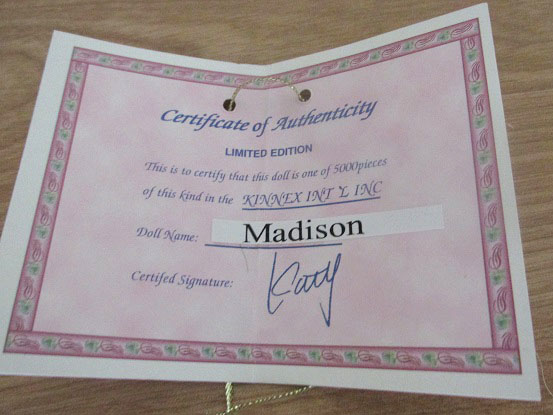 Certificate of Authenticity
LIMITED EDITION
This is to certify that this doll is one of 5000pieces
of this kind in the KINNEX INT'L INC
Doll Name: Madison
Certifed Signature: